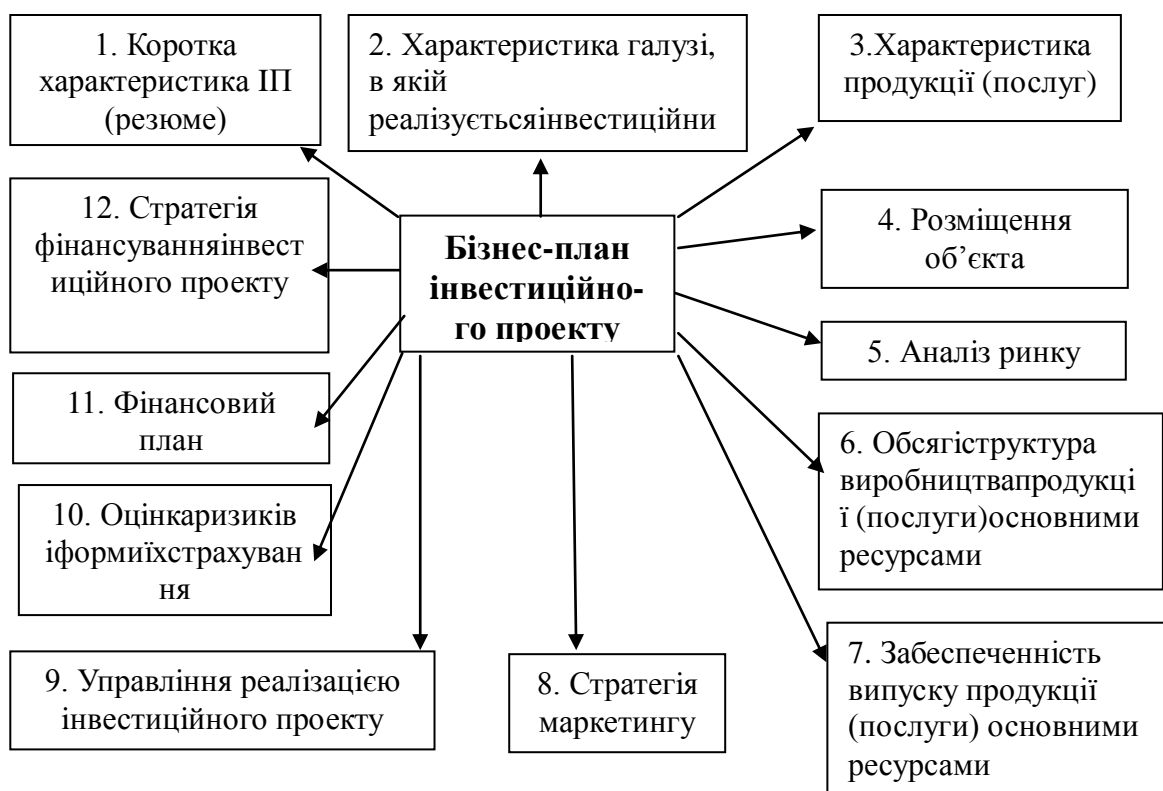 1. Коротка
характеристика ІП
(резюме)
2. Характеристика галузі,
в якій
реалізуєтьсяінвестиційни
3.Характеристика
продукції (послуг)
12. Стратегія
фінансуванняінвест
иційного проекту
Бізнес-план
інвестиційно-
го проекту
4. Розміщення
об’єкта
5. Аналіз ринку
11. Фінансовий
план
6. Обсягіструктура
виробництвапродукці
ї (послуги)основними
ресурсами
10. Оцінкаризиків
іформиїхстрахуван
ня
7. Забеспеченність
випуску продукції
(послуги) основними
ресурсами
9. Управління реалізацією
інвестиційного проекту
8. Стратегія
маркетингу